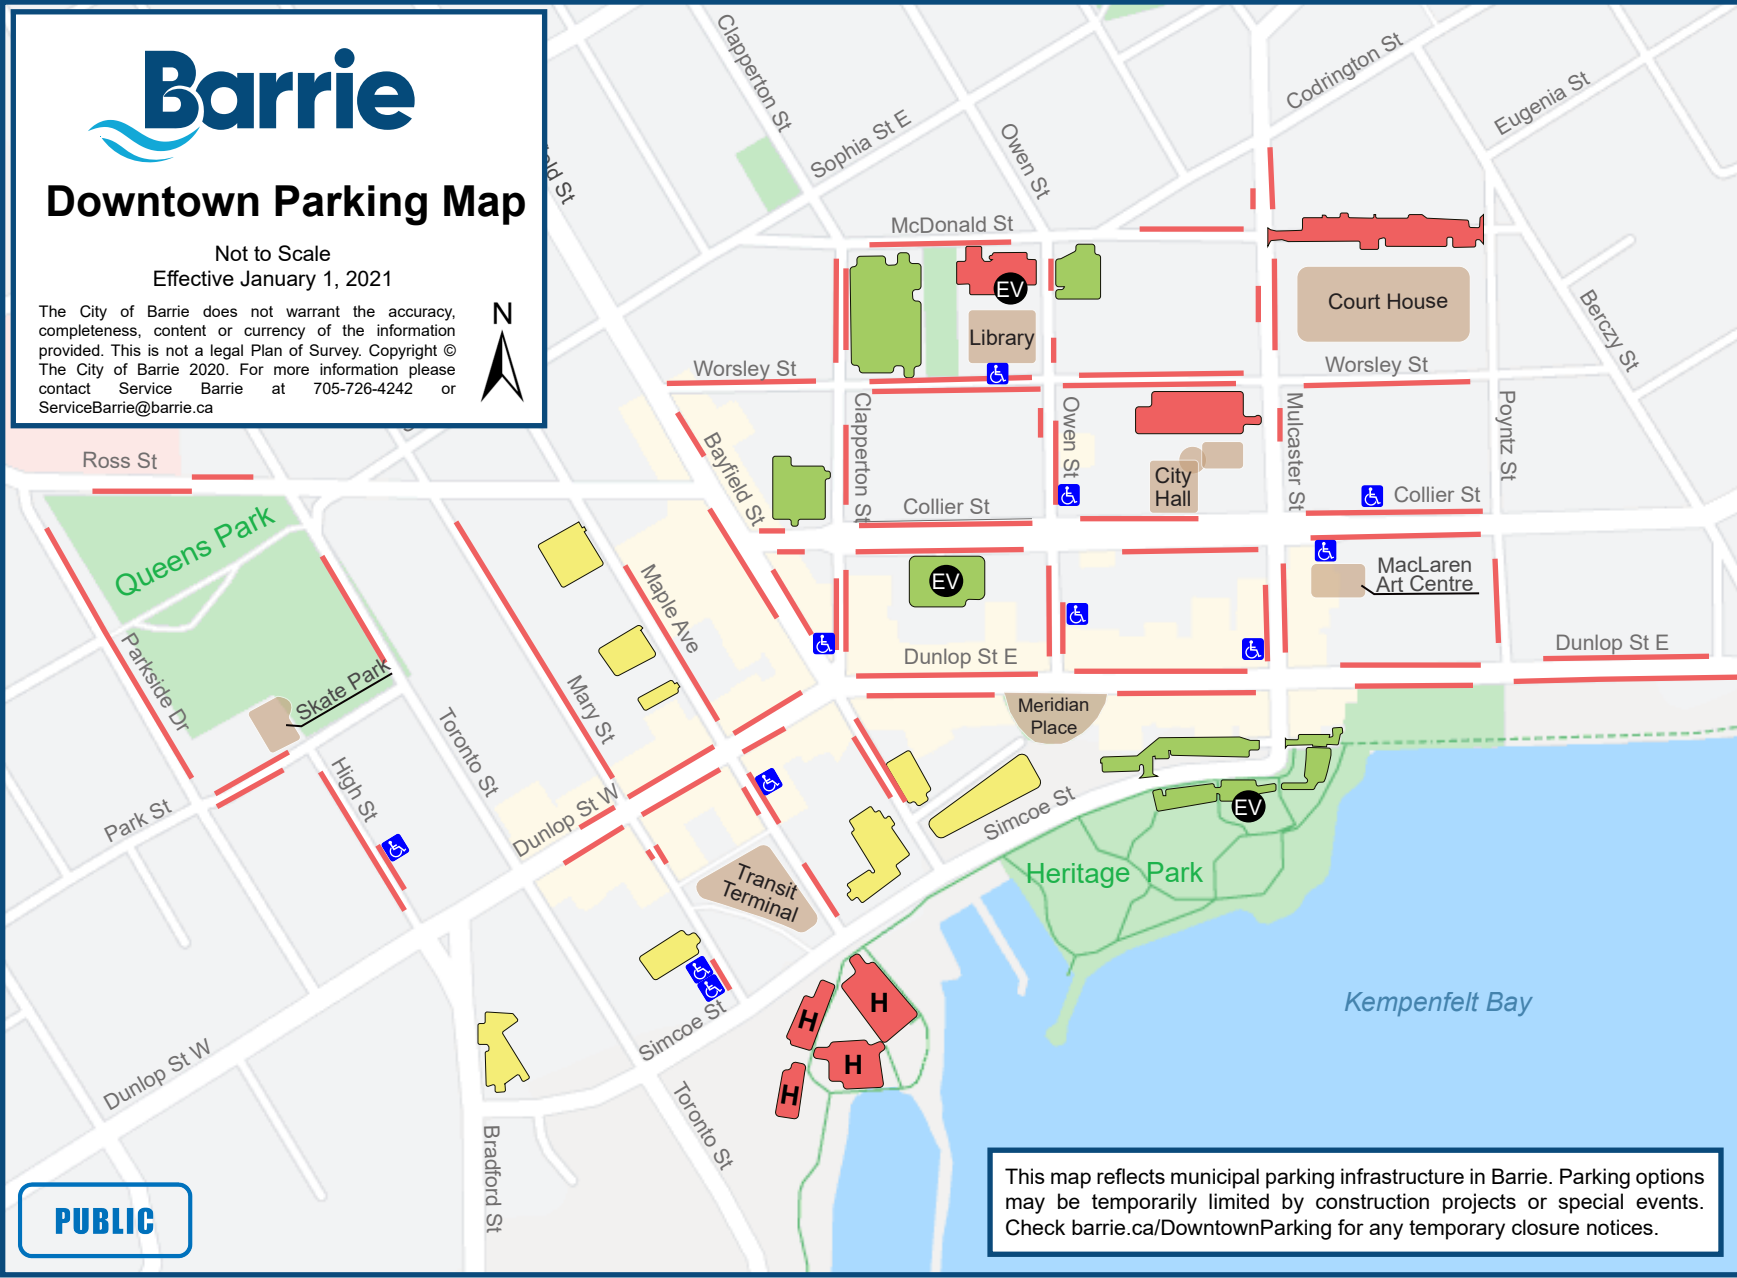 Barrie
Downtown Parking Map
Not to Scale
Effective January 1, 2021
The City of Barrie does not warrant the accuracy,
completeness, content or currency of the information
provided. This is not a legal Plan of Survey. Copyright ©
The City of Barrie 2020. For more information please
contact Service Barrie at 705-726-4242 or
ServiceBarrie@barrie.ca
N
Clapperton St
Sophia St E
Owen St
Codrington St
Eugenia St
McDonald St
EV
Library
Court House
Berczy St
Worsley St
Worsley St
Clapperton St
Owen St
Mulcaster St
Poyntz St
Ross St
Bayfield St
City
Hall
Collier St
Collier St
Queens Park
EV
MacLaren
Art Centre
Maple Ave
Dunlop St E
Dunlop St E
Parkside Dr
Skate Park
Mary St
Toronto St
Meridian
Place
High St
Park St
Dunlop St W
Simcoe St
EV
Heritage Park
Transit
Terminal
H
H
H
H
Kempenfelt Bay
Simcoe St
Dunlop St W
Toronto St
Bradford St
PUBLIC
This map reflects municipal parking infrastructure in Barrie. Parking options
may be temporarily limited by construction projects or special events.
Check barrie.ca/DowntownParking for any temporary closure notices.